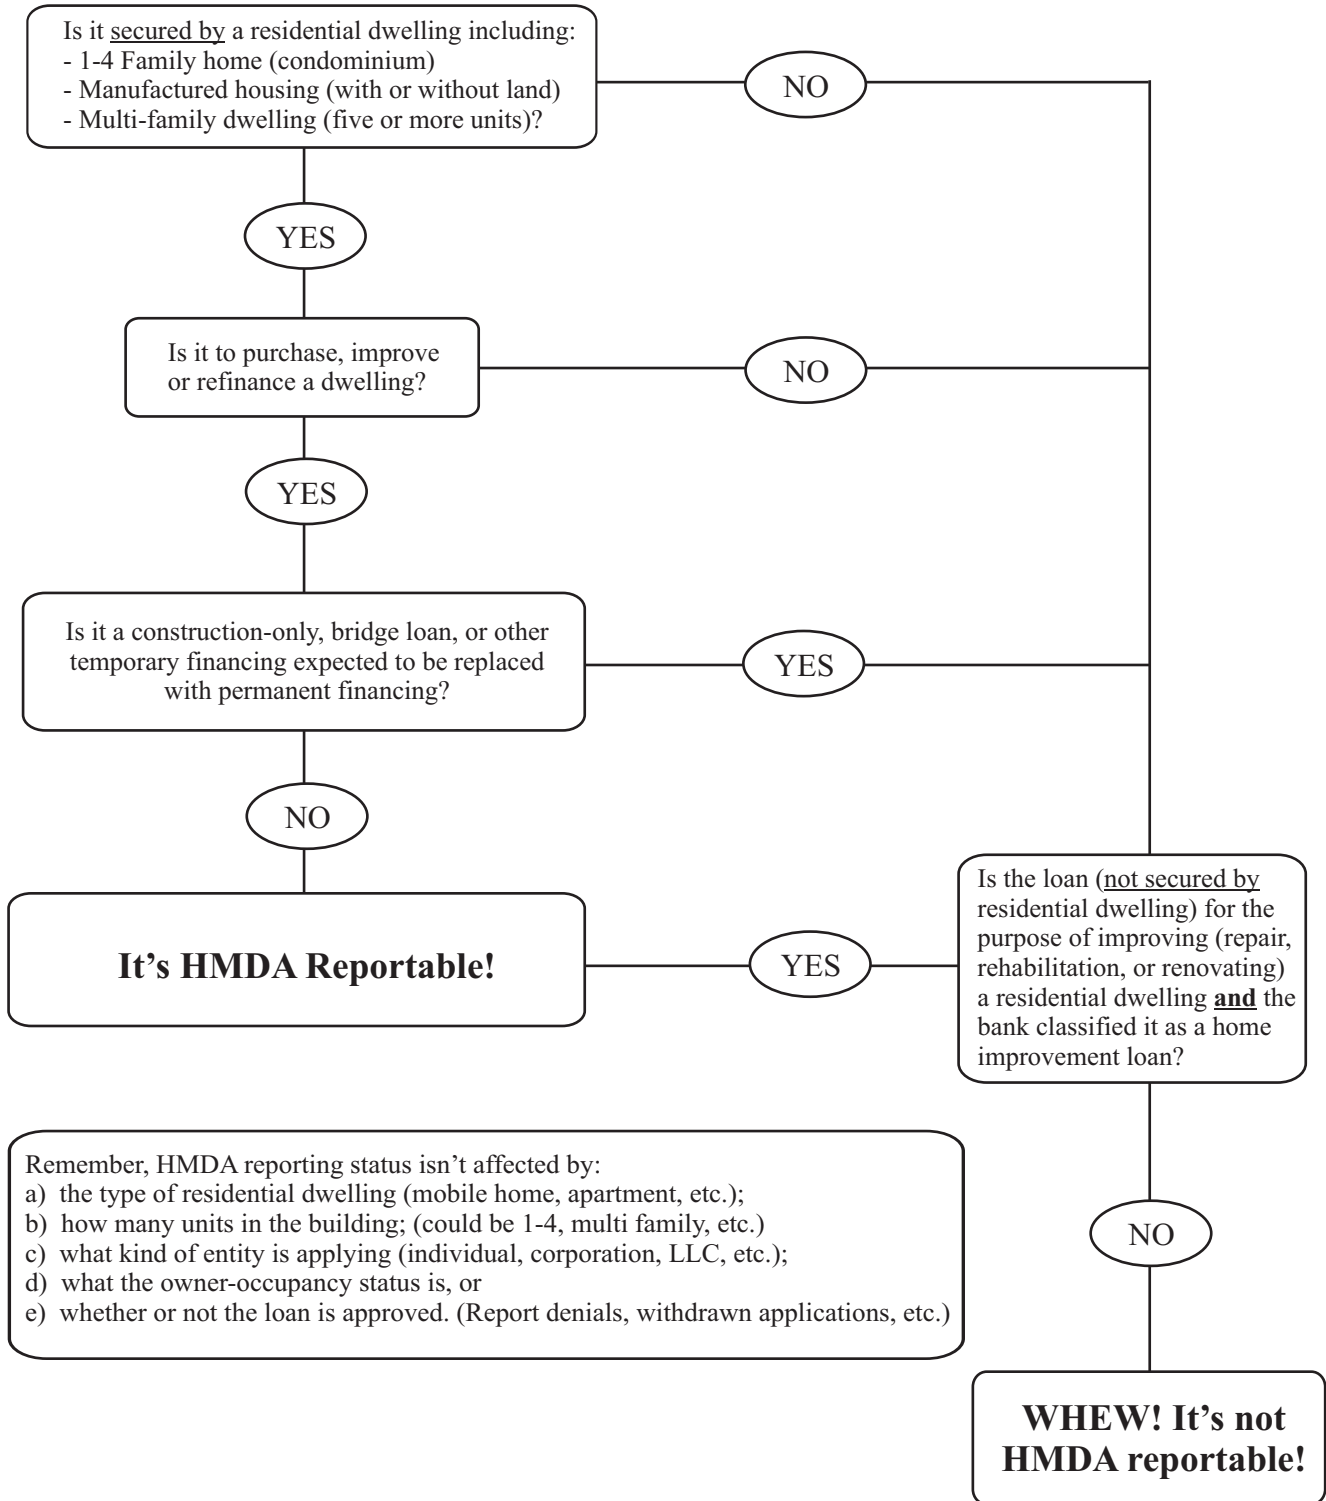 Is it secured by a residential dwelling including:
- 1-4 Family home (condominium)
- Manufactured housing (with or without land)
- Multi-family dwelling (five or more units)?
NO
YES
Is it to purchase, improve
or refinance a dwelling?
NO
YES
Is it a construction-only, bridge loan, or other
temporary financing expected to be replaced
with permanent financing?
YES
NO
It’s HMDA Reportable!
YES
Is the loan (not secured by
residential dwelling) for the
purpose of improving (repair,
rehabilitation, or renovating)
a residential dwelling and the
bank classified it as a home
improvement loan?
Remember, HMDA reporting status isn’t affected by:
a) the type of residential dwelling (mobile home, apartment, etc.);
b) how many units in the building; (could be 1-4, multi family, etc.)
c) what kind of entity is applying (individual, corporation, LLC, etc.);
d) what the owner-occupancy status is, or
e) whether or not the loan is approved. (Report denials, withdrawn applications, etc.)
NO
WHEW! It’s not
HMDA reportable!